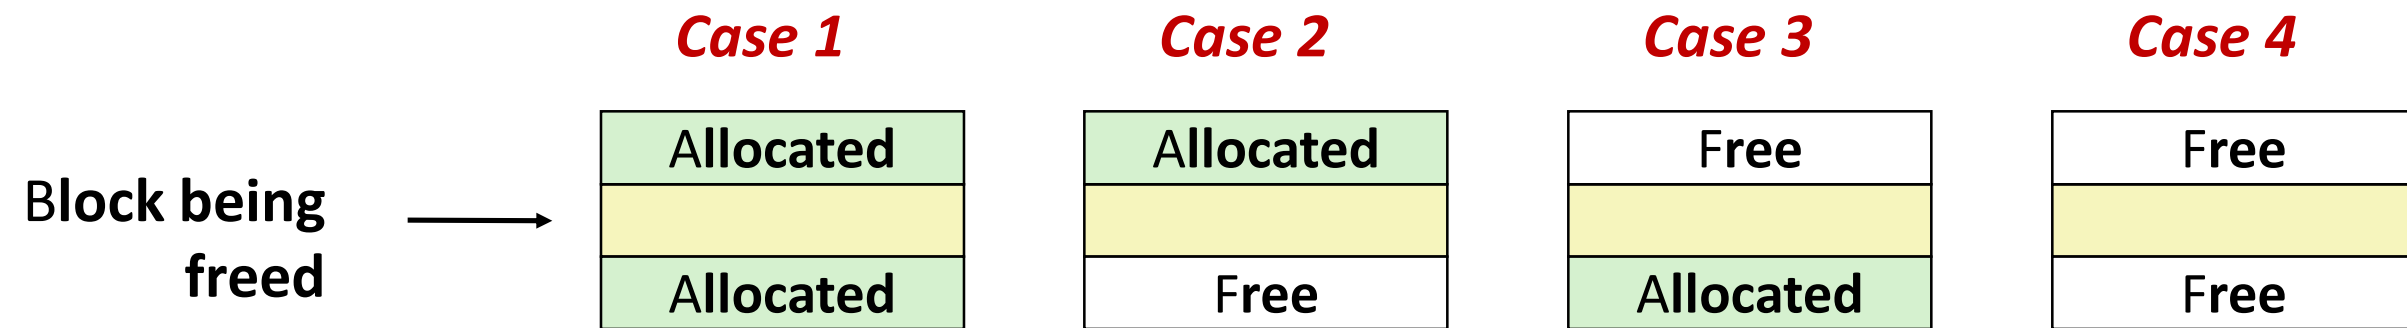 Case 1 Case 2 Case 3 Case 4
Allocated Allocated Free Free
Block being
freed
Allocated Free Allocated Free